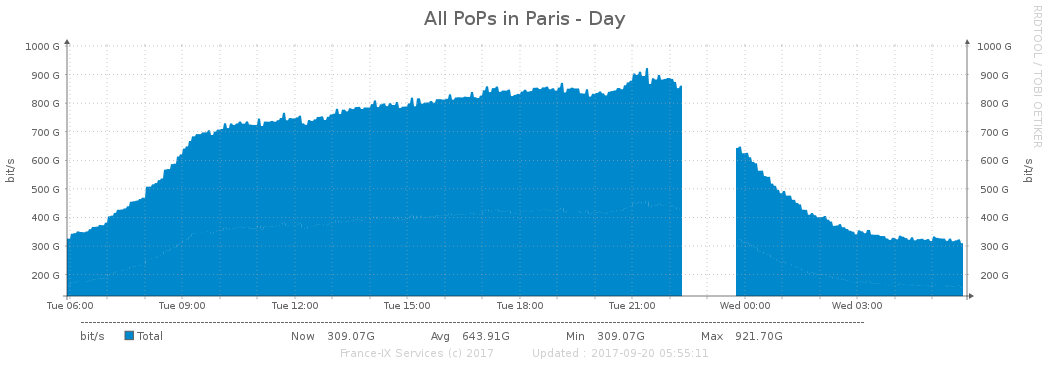 All PoPs in Paris - Day
RRDTOOL / TOBI OETIKER
1000 G 1000 G
900 G 900 G
800 G 800 G
700 G 700 G
600 G 600 G
500 G 500 G
400 G 400 G
300 G 300 G
200 G 200 G
bit/s bit/s
Tue 06:00 Tue 09:00 Tue 12:00 Tue 15:00 Tue 18:00 Tue 21:00 Wed 00:00 Wed 03:00
bit/s Total Now 309.07G Avg 643.91G Min 309.07G Max 921.70G
France-IX Services (c) 2017 Updated : 2017-09-20 05:55:11